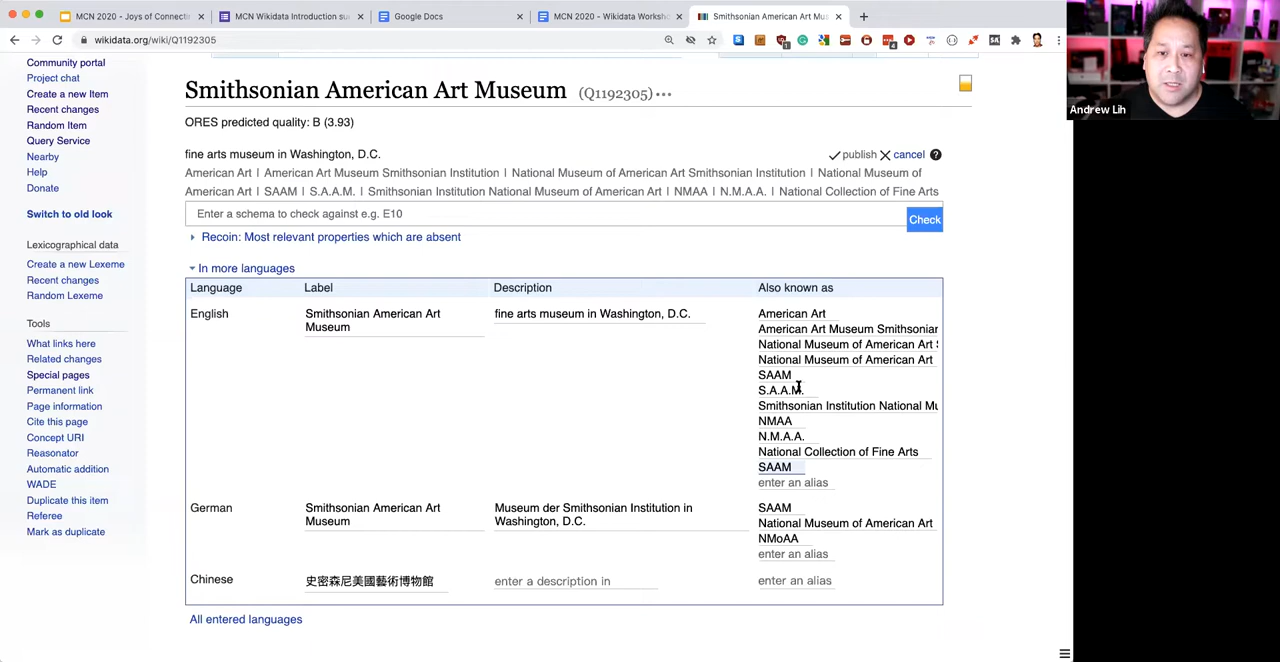 MCN 2020 - Joys of Connecti
MCN Wikidata Introduction su
Google Docs
MCN 2020 - Wikidata Worksh
Smithsonian American Art Mu
wikidata.org/wiki/Q1192305
Andrew Lih
Community portal
Project chat
Create a new Item
Recent changes
Random Item
Query Service
Nearby
Help
Donate
Switch to old look
Lexicographical data
Create a new Lexeme
Recent changes
Random Lexeme
Tools
What links here
Related changes
Special pages
Permanent link
Page information
Cite this page
Concept URI
Reasonator
Automatic addition
WADE
Duplicate this item
Referee
Mark as duplicate
Smithsonian American Art Museum (Q1192305)
ORES predicted quality: B (3.93)
fine arts museum in Washington, D.C.
publish cancel
American Art | American Art Museum Smithsonian Institution | National Museum of American Art Smithsonian Institution | National Museum of
American Art | SAAM | S.A.A.M. | Smithsonian Institution National Museum of American Art | NMAA | N.M.A.A. | National Collection of Fine Arts
Enter a schema to check against e.g. E10
Check
Recoin: Most relevant properties which are absent
In more languages
Language Label Description Also known as
English
Smithsonian American Art
Museum
fine arts museum in Washington, D.C.
American Art
American Art Museum Smithsonian
National Museum of American Art
National Museum of American Art
SAAM
S.A.A.M.
Smithsonian Institution National Mu
NMAA
N.M.A.A.
National Collection of Fine Arts
SAAM
enter an alias
German
Smithsonian American Art
Museum
Museum der Smithsonian Institution in
Washington, D.C.
SAAM
National Museum of American Art
NMoAA
enter an alias
Chinese
史密森尼美國藝術博物館
enter a description in
enter an alias
All entered languages